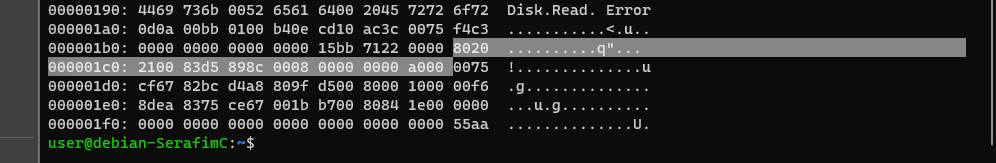 00000190: 4469 736b 0052 6561 6400 2045 7272 6f72  Disk.Read. Error
000001a0: 0d0a 00bb 0100 b40e cd10 ac3c 0075 f4c3  ...........<.u..
000001b0: 0000 0000 0000 0000 15bb 7122 0000 8020  ..........q"... 
000001c0: 2100 83d5 898c 0008 0000 0000 a000 0075  !..............u
000001d0: cf67 82bc d4a8 809f d500 8000 1000 00f6  .g..............
000001e0: 8dea 8375 ce67 001b b700 8084 1e00 0000  ...u.g..........
000001f0: 0000 0000 0000 0000 0000 0000 0000 55aa  ..............U.
user@debian-SerafimC:~$